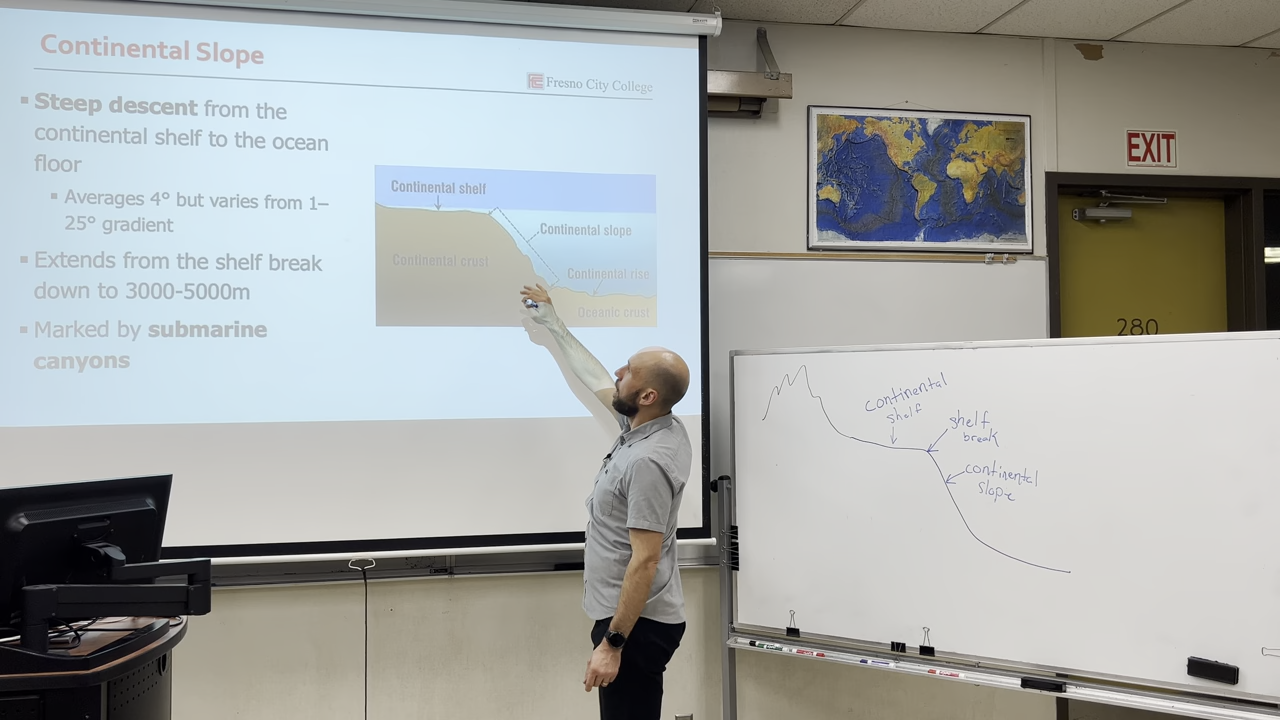 Continental Slope
Fresno City College
▪ Steep descent from the
continental shelf to the ocean
floor
▪ Averages 4° but varies from 1–
25° gradient
▪ Extends from the shelf break
down to 3000-5000m
▪ Marked by submarine
canyons
Continental shelf
Continental slope
Continental crust
Continental rise
Oceanic crust
EXIT
280
continental
shelf
shelf
break
continental
slope